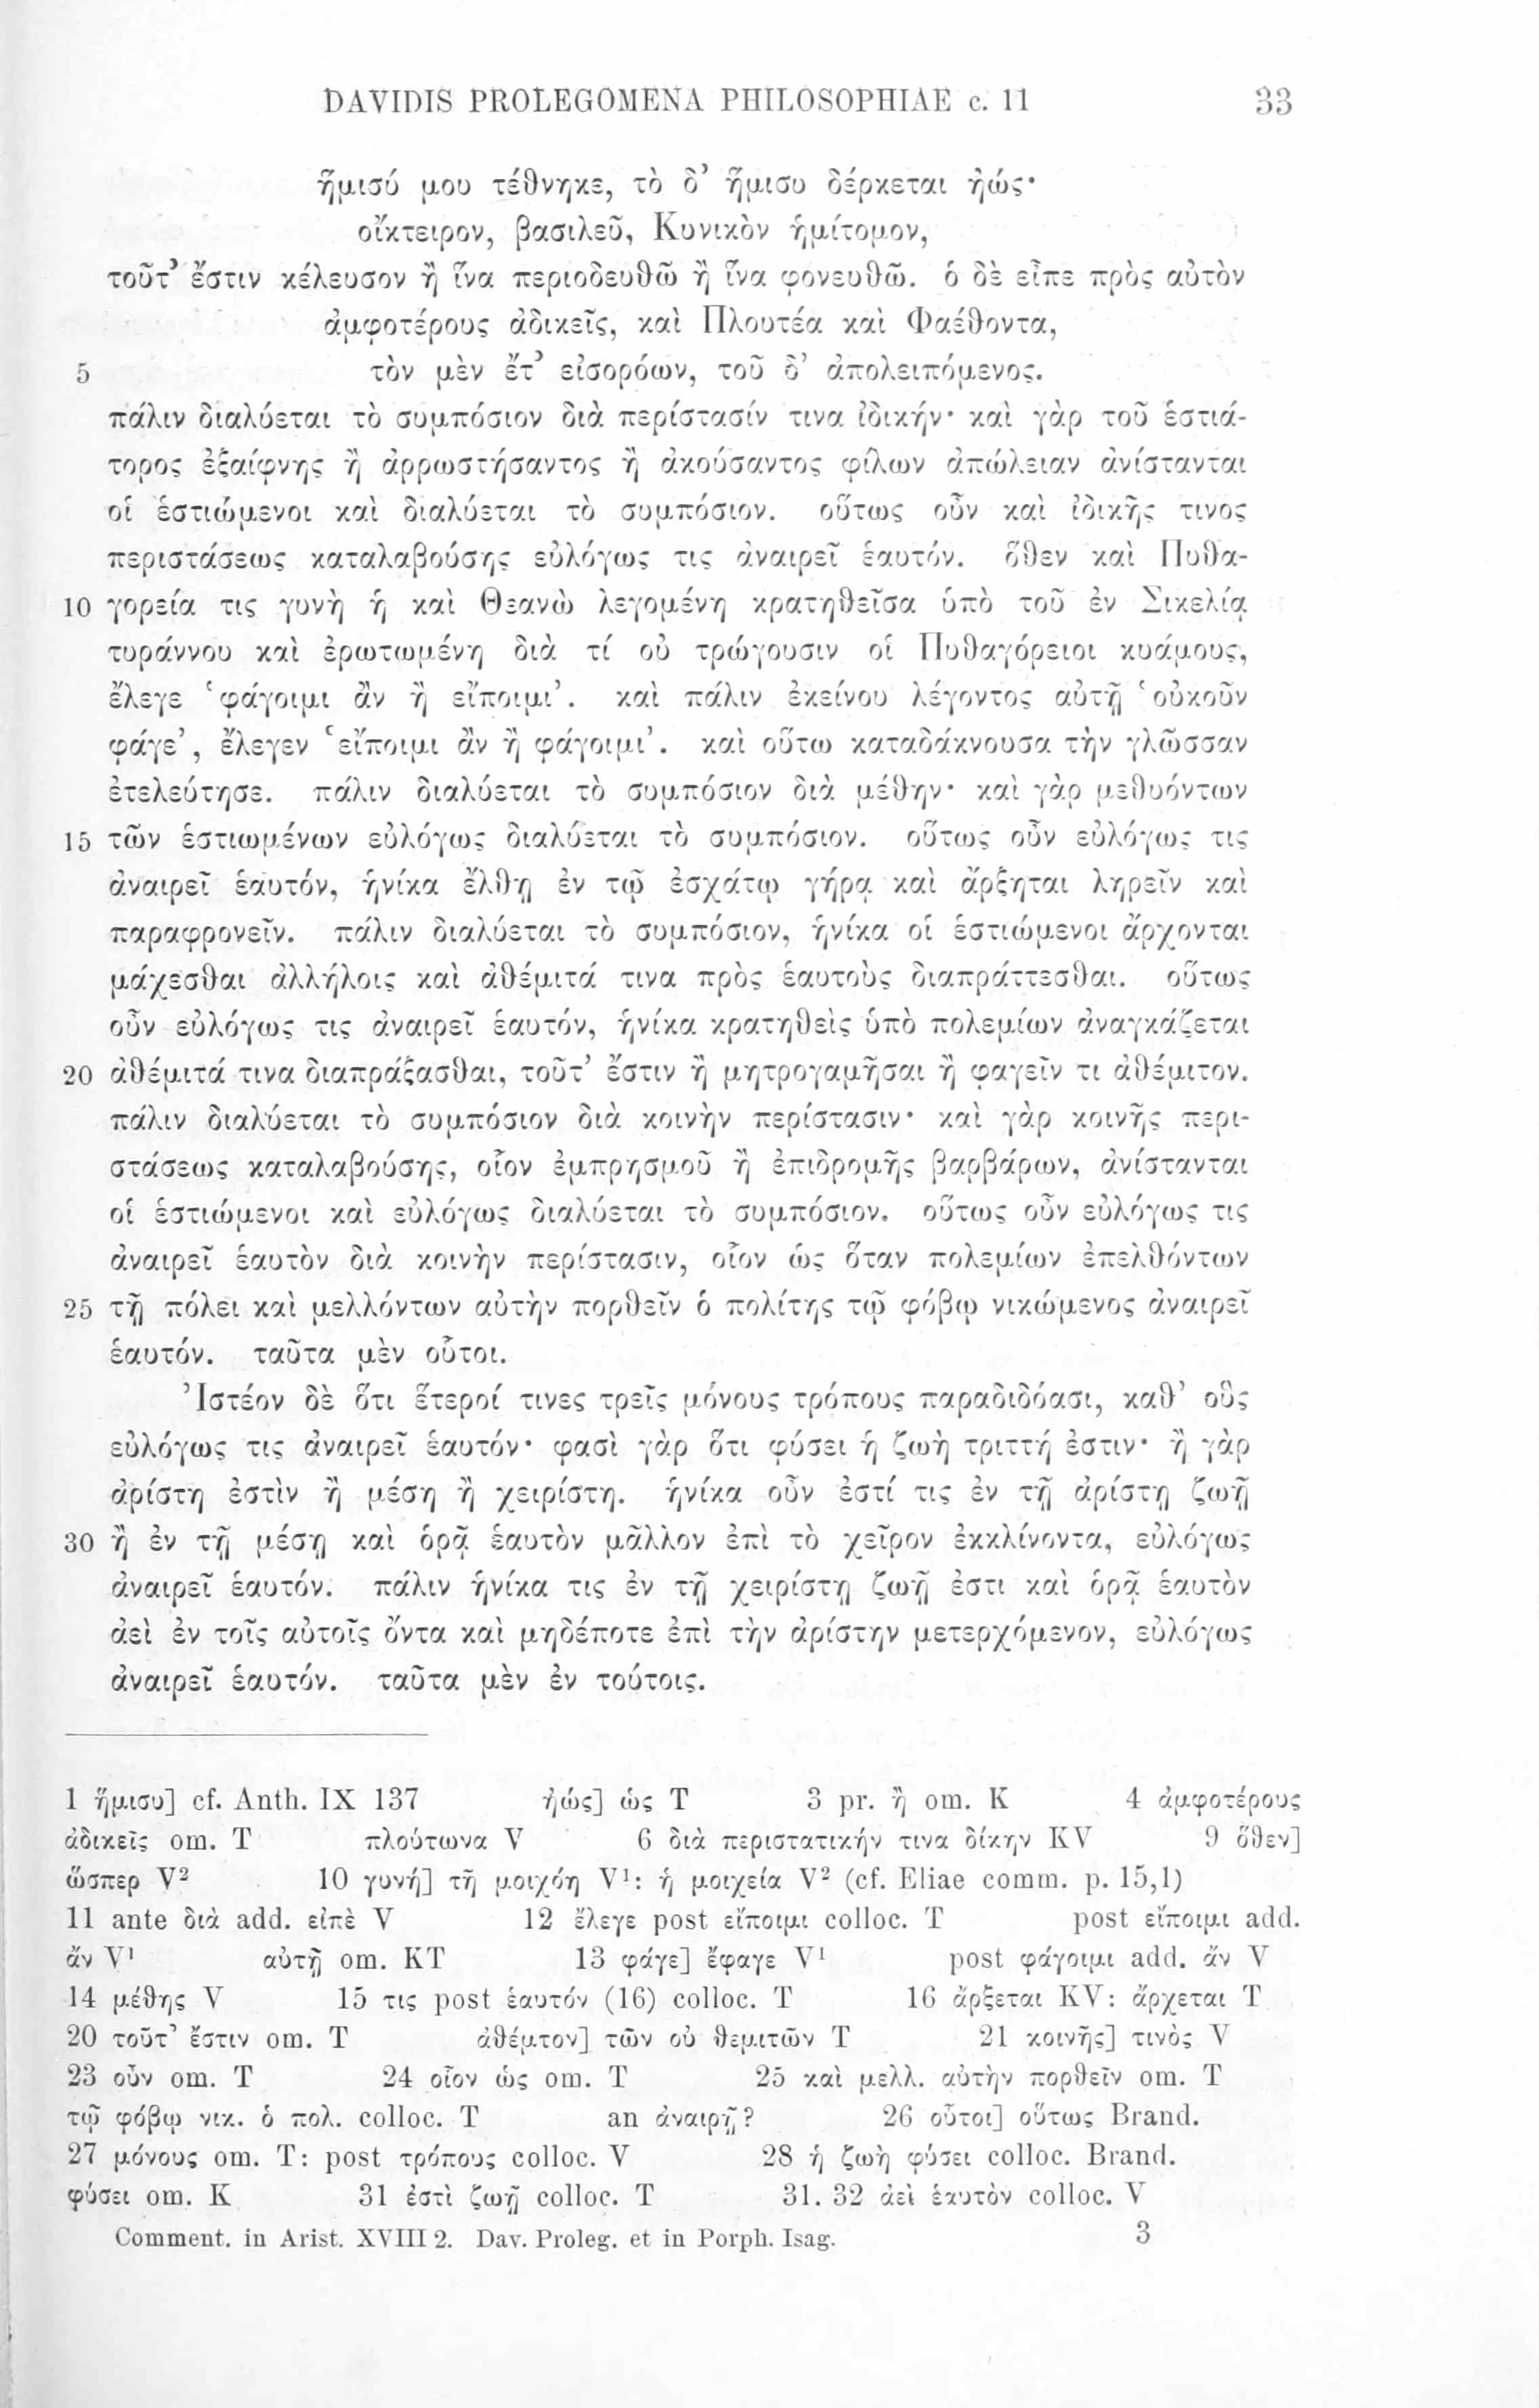 DAVIDIS PROLEGOMENA PHILOSOPHIAE c. 11 33
ἥμισύ μου τέθνηκε, τὸ δ’ ἥμισυ δέρκεται ἠώς·
οἴκτειρον, βασιλεῦ, Κυνικὸν ἡμίτομον,
τοῦτ’ ἔστιν κέλευσον ἢ ἵνα περιοδευθῶ ἢ ἵνα φονευθῶ. ὁ δὲ εἶπε πρὸς αὐτὸν
ἀμφοτέρους ἀδικεῖς, καὶ Πλουτέα καὶ Φαέθοντα,
5 τὸν μὲν ἔτ’ εἰσορόων, τοῦ δ’ ἀπολειπόμενος.
πάλιν διαλύεται τὸ συμπόσιον διὰ περίστασίν τινα ἰδικήν· καὶ γὰρ τοῦ ἑστιά-
τορος ἐξαίφνης ἢ ἀρρωστήσαντος ἢ ἀκούσαντος φίλων ἀπώλειαν ἀνίστανται
οἱ ἑστιώμενοι καὶ διαλύεται τὸ συμπόσιον. οὕτως οὖν καὶ ἰδικῆς τινος
περιστάσεως καταλαβούσης εὐλόγως τις ἀναιρεῖ ἑαυτόν. ὅθεν καὶ Πυθα-
10 γορεία τις γυνὴ ἡ καὶ Θεανὼ λεγομένη κρατηθεῖσα ὑπὸ τοῦ ἐν Σικελίᾳ
τυράννου καὶ ἐρωτωμένη διὰ τί οὐ τρώγουσιν οἱ Πυθαγόρειοι κυάμους,
ἔλεγε ‘φάγοιμι ἂν ἢ εἴποιμι’. καὶ πάλιν ἐκείνου λέγοντος αὐτῇ ‘οὐκοῦν
φάγε’, ἔλεγεν ‘εἴποιμι ἂν ἢ φάγοιμι’. καὶ οὕτω καταδάκνουσα τὴν γλῶσσαν
ἐτελεύτησε. πάλιν διαλύεται τὸ συμπόσιον διὰ μέθην· καὶ γὰρ μεθυόντων
15 τῶν ἑστιωμένων εὐλόγως διαλύεται τὸ συμπόσιον. οὕτως οὖν εὐλόγως τις
ἀναιρεῖ ἑαυτόν, ἡνίκα ἔλθῃ ἐν τῷ ἐσχάτῳ γήρᾳ καὶ ἄρξηται ληρεῖν καὶ
παραφρονεῖν. πάλιν διαλύεται τὸ συμπόσιον, ἡνίκα οἱ ἑστιώμενοι ἄρχονται
μάχεσθαι ἀλλήλοις καὶ ἀθέμιτά τινα πρὸς ἑαυτοὺς διαπράττεσθαι. οὕτως
οὖν εὐλόγως τις ἀναιρεῖ ἑαυτόν, ἡνίκα κρατηθεὶς ὑπὸ πολεμίων ἀναγκάζεται
20 ἀθέμιτά τινα διαπράξασθαι, τοῦτ’ ἔστιν ἢ μητρογαμῆσαι ἢ φαγεῖν τι ἀθέμιτον.
πάλιν διαλύεται τὸ συμπόσιον διὰ κοινὴν περίστασιν· καὶ γὰρ κοινῆς περι-
στάσεως καταλαβούσης, οἷον ἐμπρησμοῦ ἢ ἐπιδρομῆς βαρβάρων, ἀνίστανται
οἱ ἑστιώμενοι καὶ εὐλόγως διαλύεται τὸ συμπόσιον. οὕτως οὖν εὐλόγως τις
ἀναιρεῖ ἑαυτὸν διὰ κοινὴν περίστασιν, οἷον ὡς ὅταν πολεμίων ἐπελθόντων
25 τῇ πόλει καὶ μελλόντων αὐτὴν πορθεῖν ὁ πολίτης τῷ φόβῳ νικώμενος ἀναιρεῖ
ἑαυτόν. ταῦτα μὲν οὗτοι.
Ἰστέον δὲ ὅτι ἕτεροί τινες τρεῖς μόνους τρόπους παραδιδόασι, καθ’ οὓς
εὐλόγως τις ἀναιρεῖ ἑαυτόν· φασὶ γὰρ ὅτι φύσει ἡ ζωὴ τριττή ἐστιν· ἢ γὰρ
ἀρίστη ἐστὶν ἢ μέση ἢ χειρίστη. ἡνίκα οὖν ἐστί τις ἐν τῇ ἀρίστῃ ζωῇ
30 ἢ ἐν τῇ μέσῃ καὶ ὁρᾷ ἑαυτὸν μᾶλλον ἐπὶ τὸ χεῖρον ἐκκλίνοντα, εὐλόγως
ἀναιρεῖ ἑαυτόν. πάλιν ἡνίκα τις ἐν τῇ χειρίστῃ ζωῇ ἐστι καὶ ὁρᾷ ἑαυτὸν
ἀεὶ ἐν τοῖς αὐτοῖς ὄντα καὶ μηδέποτε ἐπὶ τὴν ἀρίστην μετερχόμενον, εὐλόγως
ἀναιρεῖ ἑαυτόν. ταῦτα μὲν ἐν τούτοις.
1 ἥμισυ] cf. Anth. IX 137 ἠώς] ὡς T 3 pr. ἢ om. K 4 ἀμφοτέρους
ἀδικεῖς om. T πλούτωνα V 6 διὰ περιστατικήν τινα δίκην KV 9 ὅθεν]
ὥσπερ V² 10 γυνή] τῇ μοιχόη V¹: ἡ μοιχεία V² (cf. Eliae comm. p. 15,1)
11 ante διὰ add. εἰπὲ V 12 ἔλεγε post εἴποιμι colloc. T post εἴποιμι add.
ἄν V¹ αὐτῇ om. KT 13 φάγε] ἔφαγε V¹ post φάγοιμι add. ἄν V
14 μέθης V 15 τις post ἑαυτόν (16) colloc. T 16 ἄρξεται KV: ἄρχεται T
20 τοῦτ’ ἔστιν om. T ἀθέμτον] τῶν οὐ θεμιτῶν T 21 κοινῆς] τινὸς V
23 οὖν om. T 24 οἷον ὡς om. T 25 καὶ μελλ. αὐτὴν πορθεῖν om. T
τῷ φόβῳ νικ. ὁ πολ. colloc. T an ἀναιρῇ? 26 οὗτοι] οὕτως Brand.
27 μόνους om. T: post τρόπους colloc. V 28 ἡ ζωὴ φύσει colloc. Brand.
φύσει om. K 31 ἐστὶ ζωῇ colloc. T 31. 32 ἀεὶ ἑαυτὸν colloc. V
Comment. in Arist. XVIII 2. Dav. Proleg. et in Porph. Isag. 3